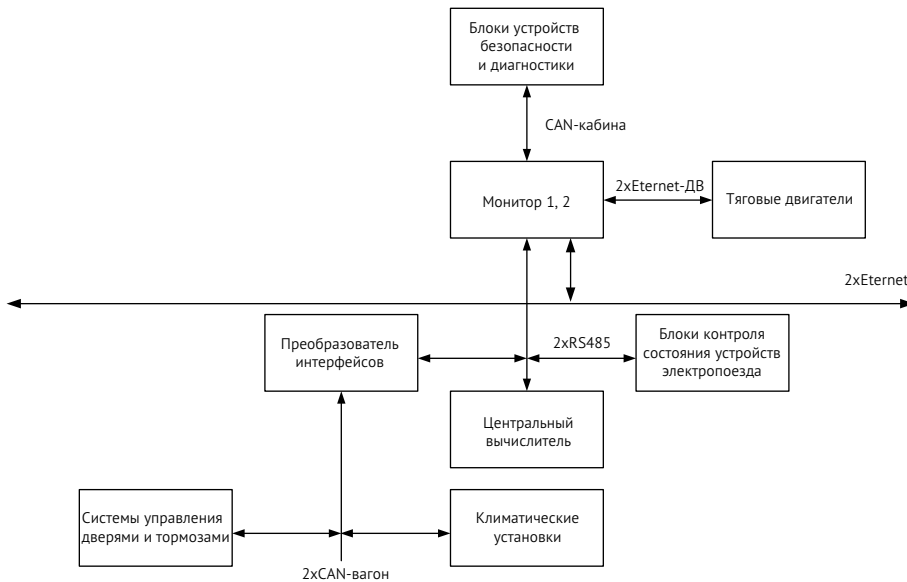 Блоки устройств
безопасности
и диагностики
CAN-кабина
Монитор 1, 2
2xEternet-ДВ
Тяговые двигатели
2xEternet
Преобразователь
интерфейсов
2xRS485
Блоки контроля
состояния устройств
электропоезда
Центральный
вычислитель
Системы управления
дверями и тормозами
Климатические
установки
2xCAN-вагон